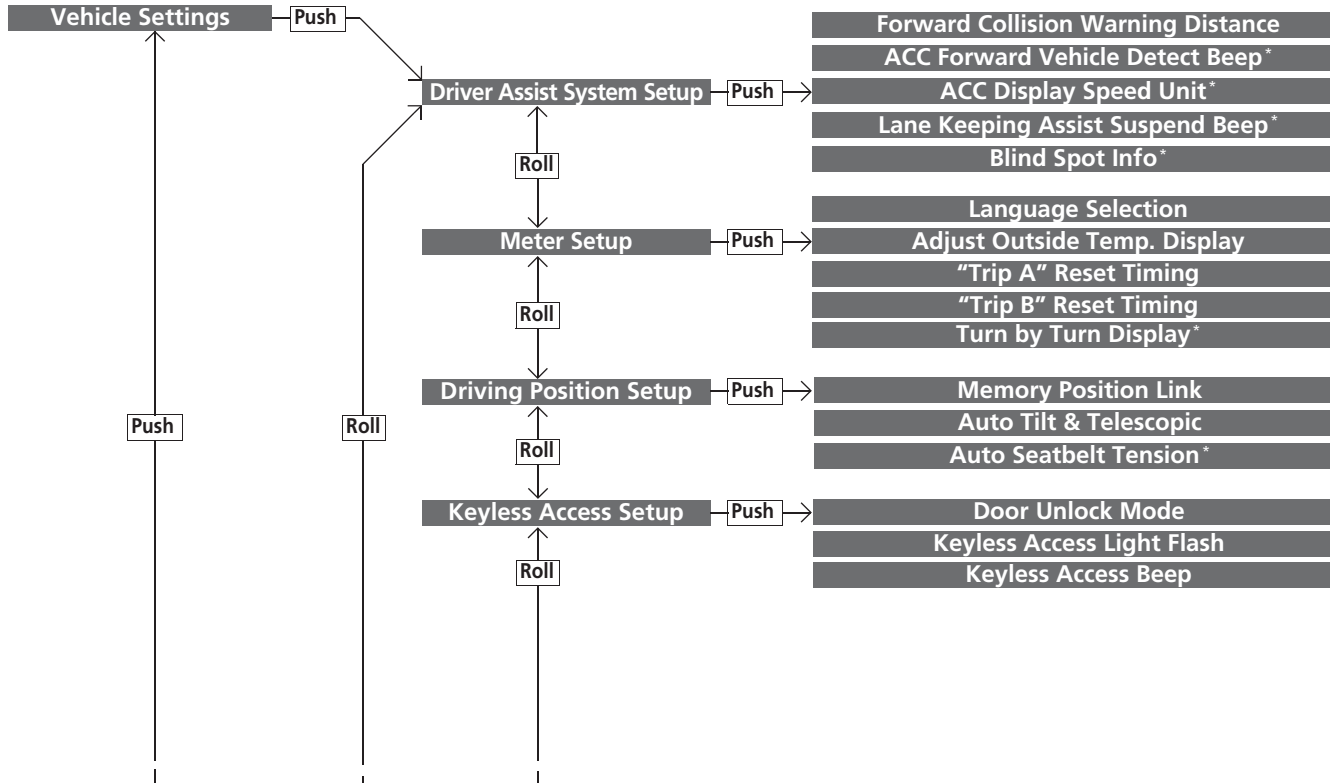 Vehicle Settings
Push
Forward Collision Warning Distance
ACC Forward Vehicle Detect Beep*
Driver Assist System Setup
Push
ACC Display Speed Unit*
Lane Keeping Assist Suspend Beep*
Blind Spot Info*
Roll
Language Selection
Meter Setup
Push
Adjust Outside Temp. Display
“Trip A” Reset Timing
“Trip B” Reset Timing
Turn by Turn Display*
Roll
Driving Position Setup
Push
Memory Position Link
Auto Tilt & Telescopic
Auto Seatbelt Tension*
Push
Roll
Roll
Keyless Access Setup
Push
Door Unlock Mode
Keyless Access Light Flash
Keyless Access Beep
Roll